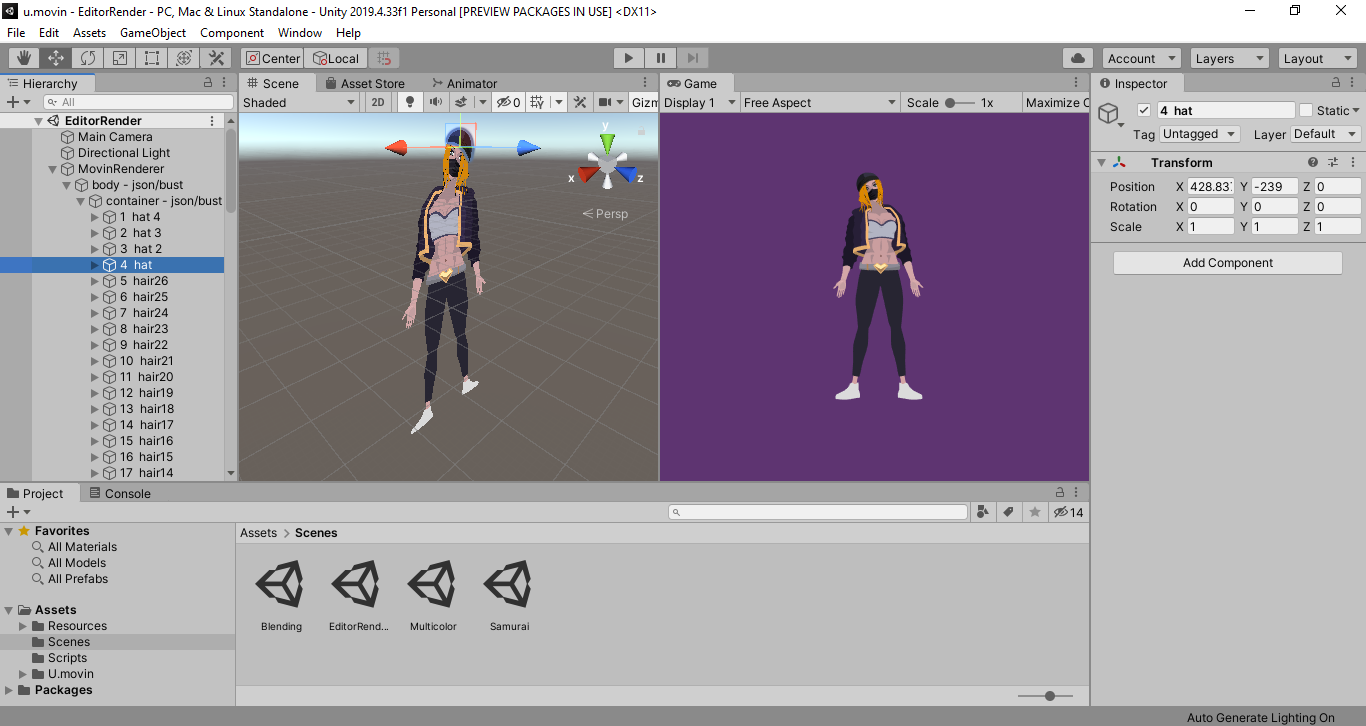 u.movin - EditorRender - PC, Mac & Linux Standalone - Unity 2019.4.33f1 Personal [PREVIEW PACKAGES IN USE] <DX11>
File Edit Assets GameObject Component Window Help
Center Local Account Layers Layout
Hierarchy
All
EditorRender
Main Camera
Directional Light
MovinRenderer
body - json/bust
container - json/bust
1 hat 4
2 hat 3
3 hat 2
4 hat
5 hair26
6 hair25
7 hair24
8 hair23
9 hair22
10 hair21
11 hair20
12 hair19
13 hair18
14 hair17
15 hair16
16 hair15
17 hair14
Scene Asset Store Animator
Shaded 2D 0 Gizm
y
x z
Persp
Game
Display 1 Free Aspect Scale 1x Maximize C
Inspector
4 hat Static
Tag Untagged Layer Default
Transform
Position X 428.837 Y -239 Z 0
Rotation X 0 Y 0 Z 0
Scale X 1 Y 1 Z 1
Add Component
Project Console
14
Favorites
All Materials
All Models
All Prefabs
Assets
Resources
Scenes
Scripts
U.movin
Packages
Assets > Scenes
Blending EditorRend... Multicolor Samurai
Auto Generate Lighting On